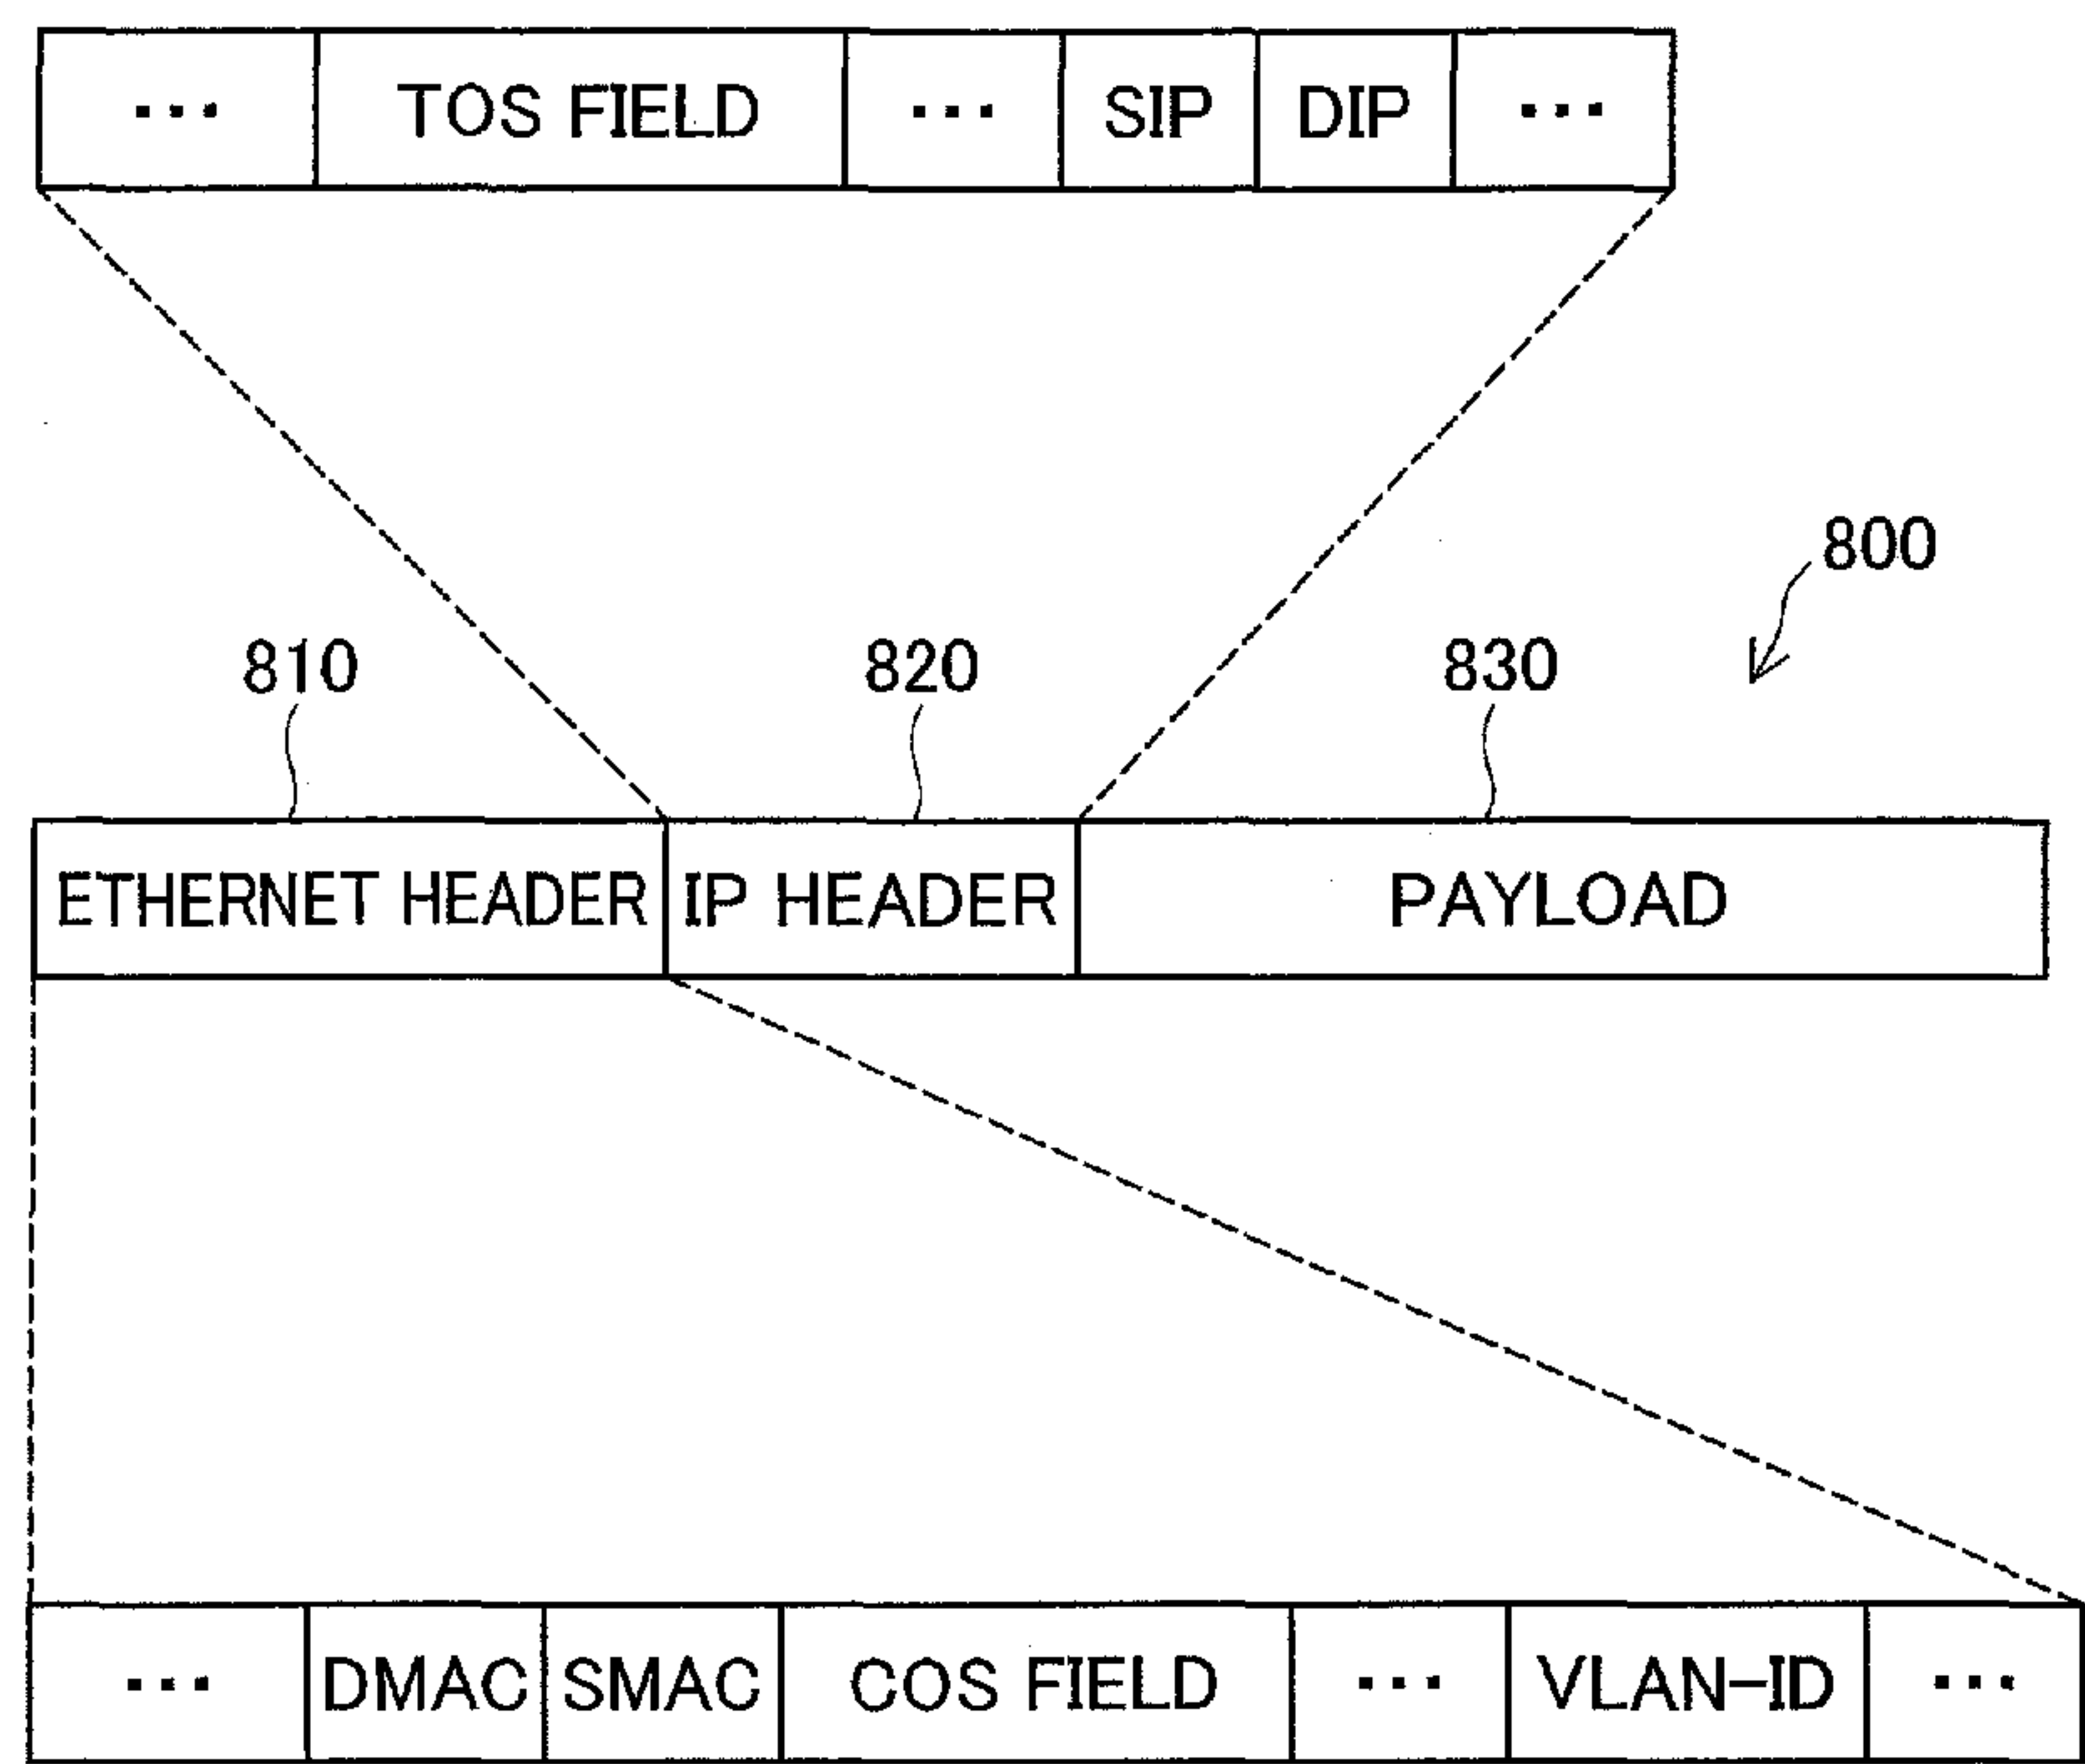 ... TOS FIELD ... SIP DIP ...
800
810 820 830
ETHERNET HEADER IP HEADER PAYLOAD
... DMAC SMAC COS FIELD ... VLAN-ID ...